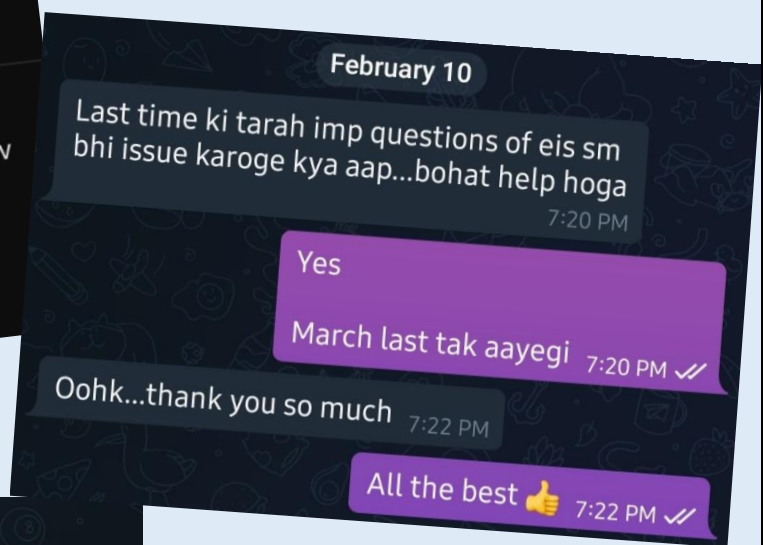 N
February 10
Last time ki tarah imp questions of eis sm
bhi issue karoge kya aap...bohat help hoga
7:20 PM
Yes
March last tak aayegi 7:20 PM
Oohk...thank you so much 7:22 PM
All the best 👍 7:22 PM